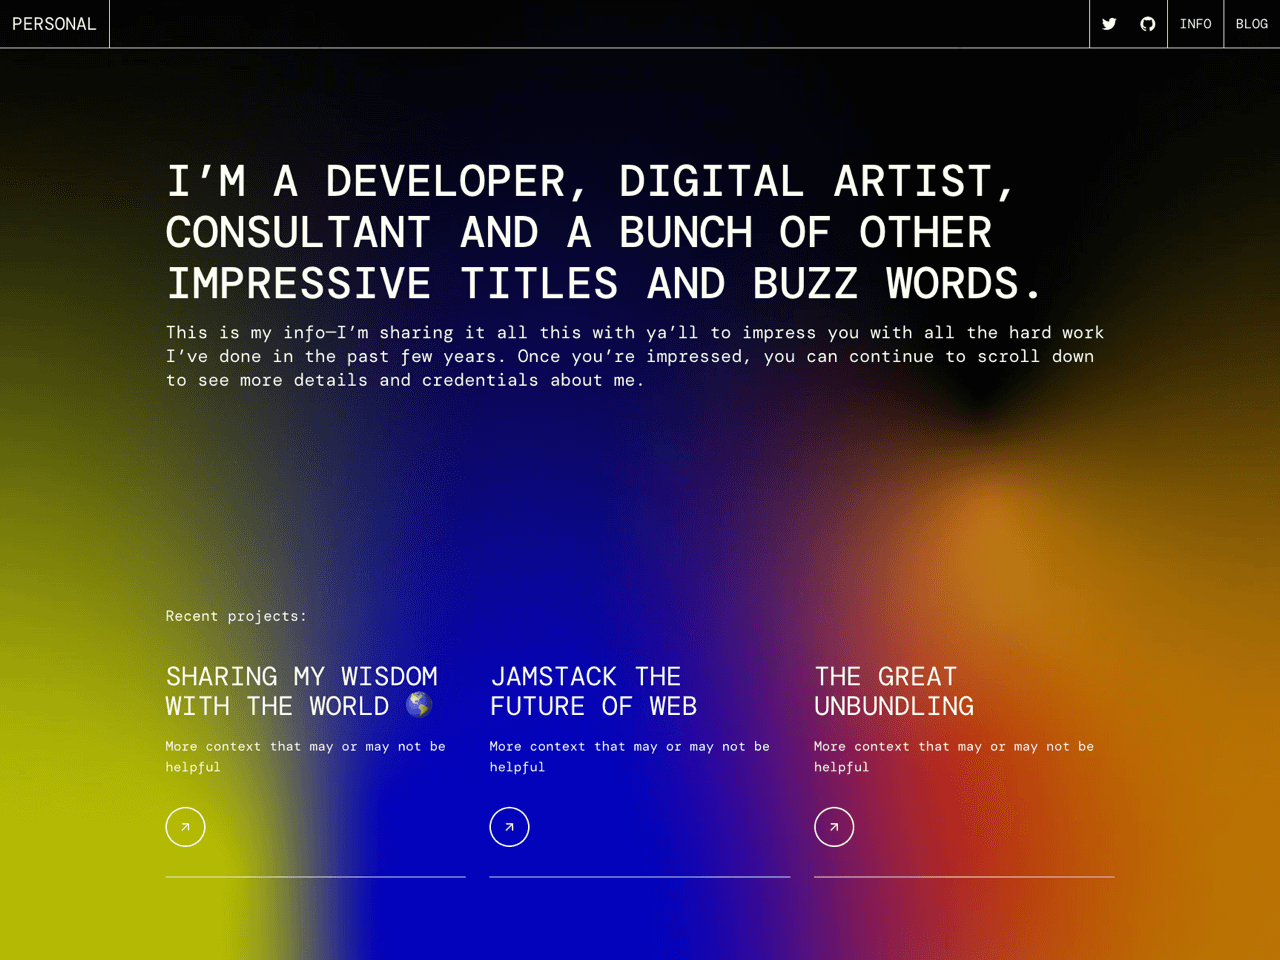 PERSONAL
INFO
BLOG
I’M A DEVELOPER, DIGITAL ARTIST,
CONSULTANT AND A BUNCH OF OTHER
IMPRESSIVE TITLES AND BUZZ WORDS.
This is my info—I’m sharing it all this with ya’ll to impress you with all the hard work
I’ve done in the past few years. Once you’re impressed, you can continue to scroll down
to see more details and credentials about me.
Recent projects:
SHARING MY WISDOM
WITH THE WORLD 🌎
More context that may or may not be
helpful
JAMSTACK THE
FUTURE OF WEB
More context that may or may not be
helpful
THE GREAT
UNBUNDLING
More context that may or may not be
helpful